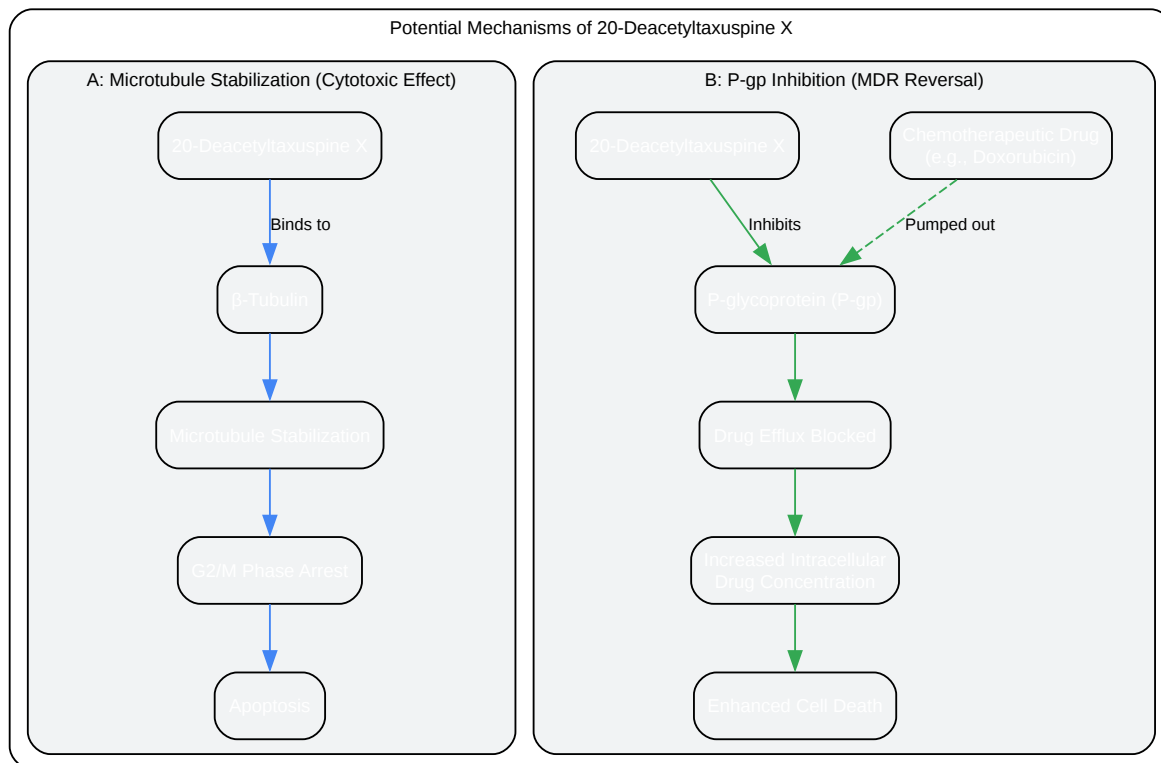 Potential Mechanisms of 20-Deacetyltaxuspine X
A: Microtubule Stabilization (Cytotoxic Effect)
20-Deacetyltaxuspine X
Binds to
β-Tubulin
Microtubule Stabilization
G2/M Phase Arrest
Apoptosis
B: P-gp Inhibition (MDR Reversal)
20-Deacetyltaxuspine X
Chemotherapeutic Drug
(e.g., Doxorubicin)
Inhibits
Pumped out
P-glycoprotein (P-gp)
Drug Efflux Blocked
Increased Intracellular
Drug Concentration
Enhanced Cell Death